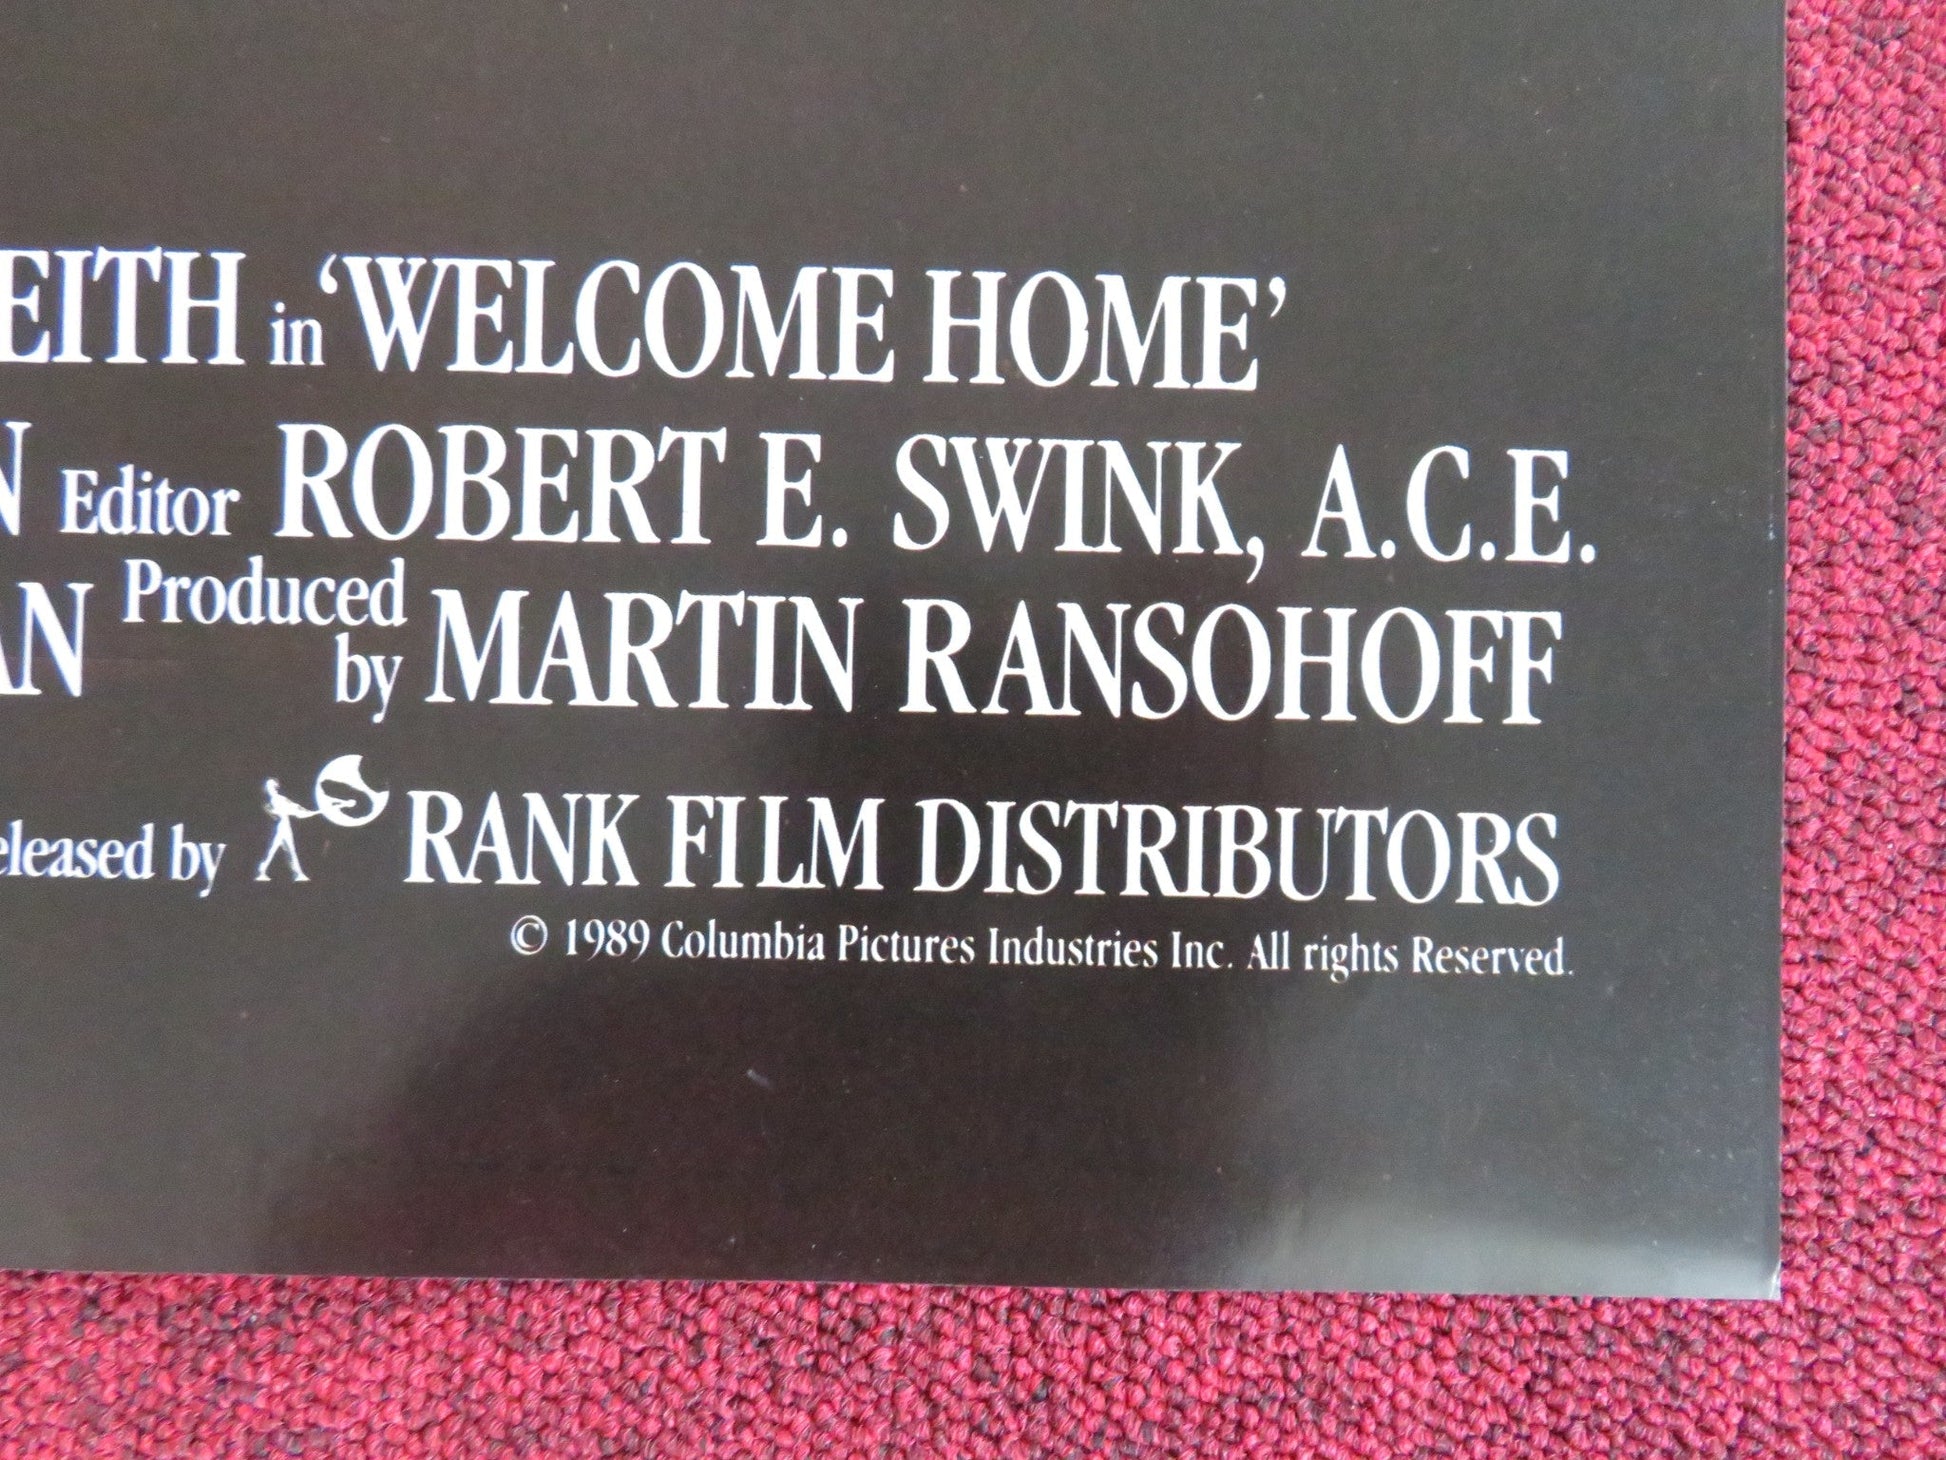 EITH in 'WELCOME HOME'
N Editor ROBERT E. SWINK, A.C.E.
AN Produced by MARTIN RANSOHOFF
eleased by RANK FILM DISTRIBUTORS
© 1989 Columbia Pictures Industries Inc. All rights Reserved.